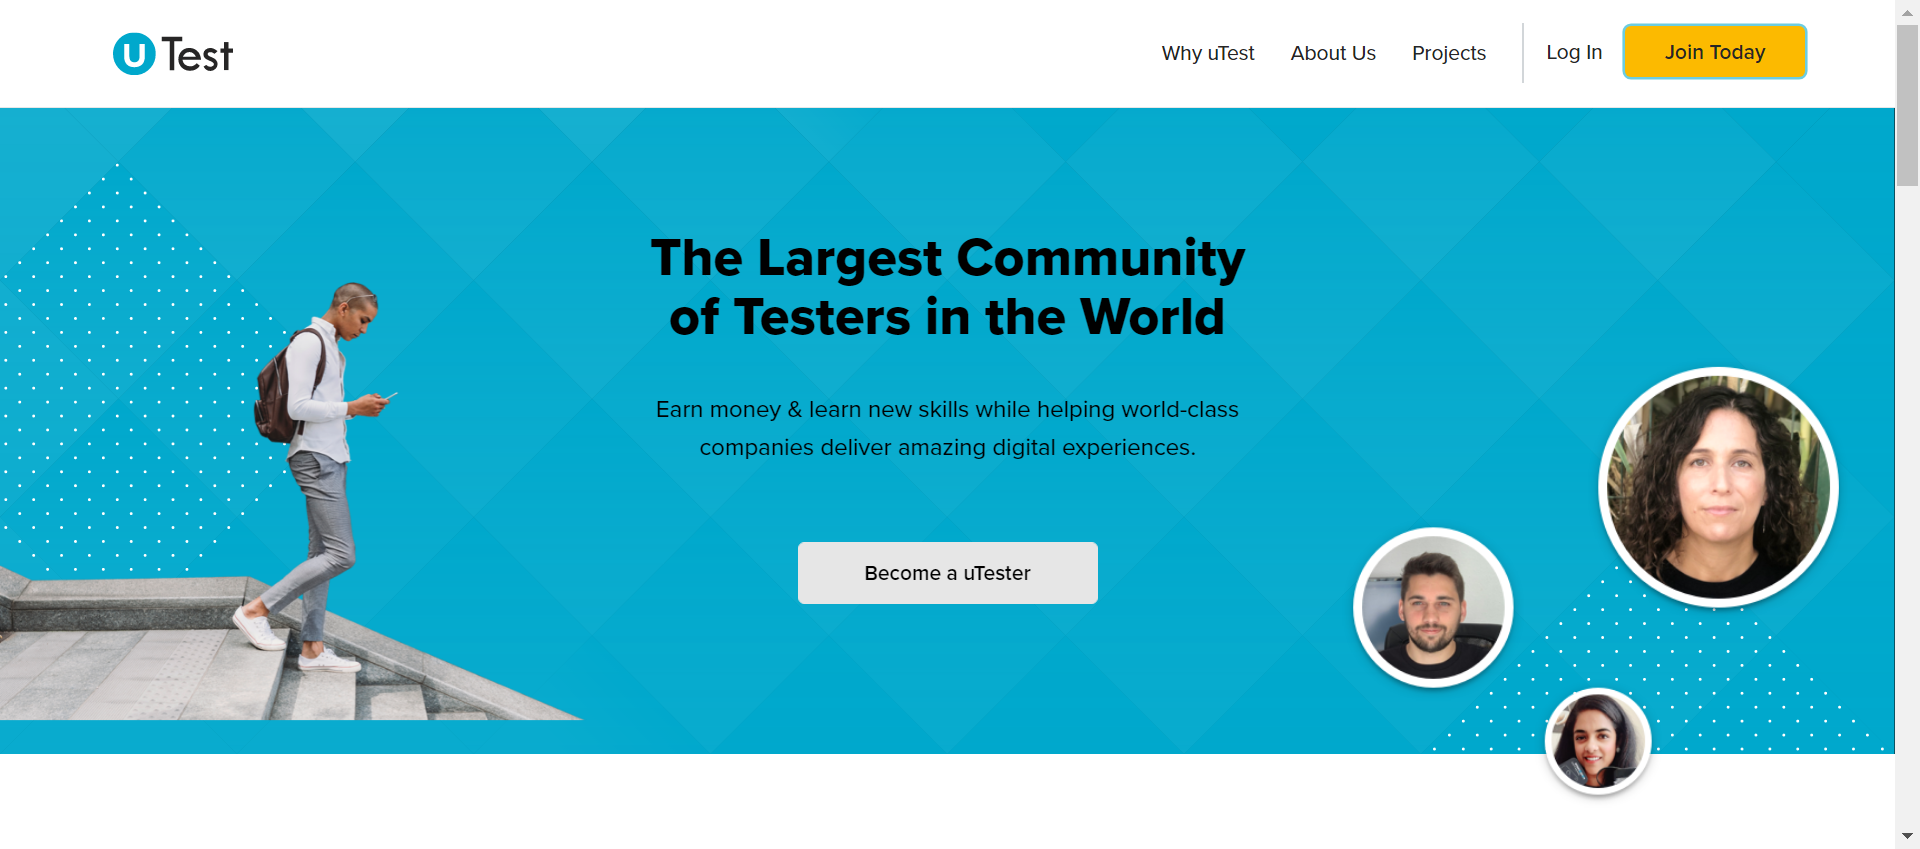 uTest
Why uTest
About Us
Projects
Log In
Join Today
The Largest Community
of Testers in the World
Earn money & learn new skills while helping world-class
companies deliver amazing digital experiences.
Become a uTester